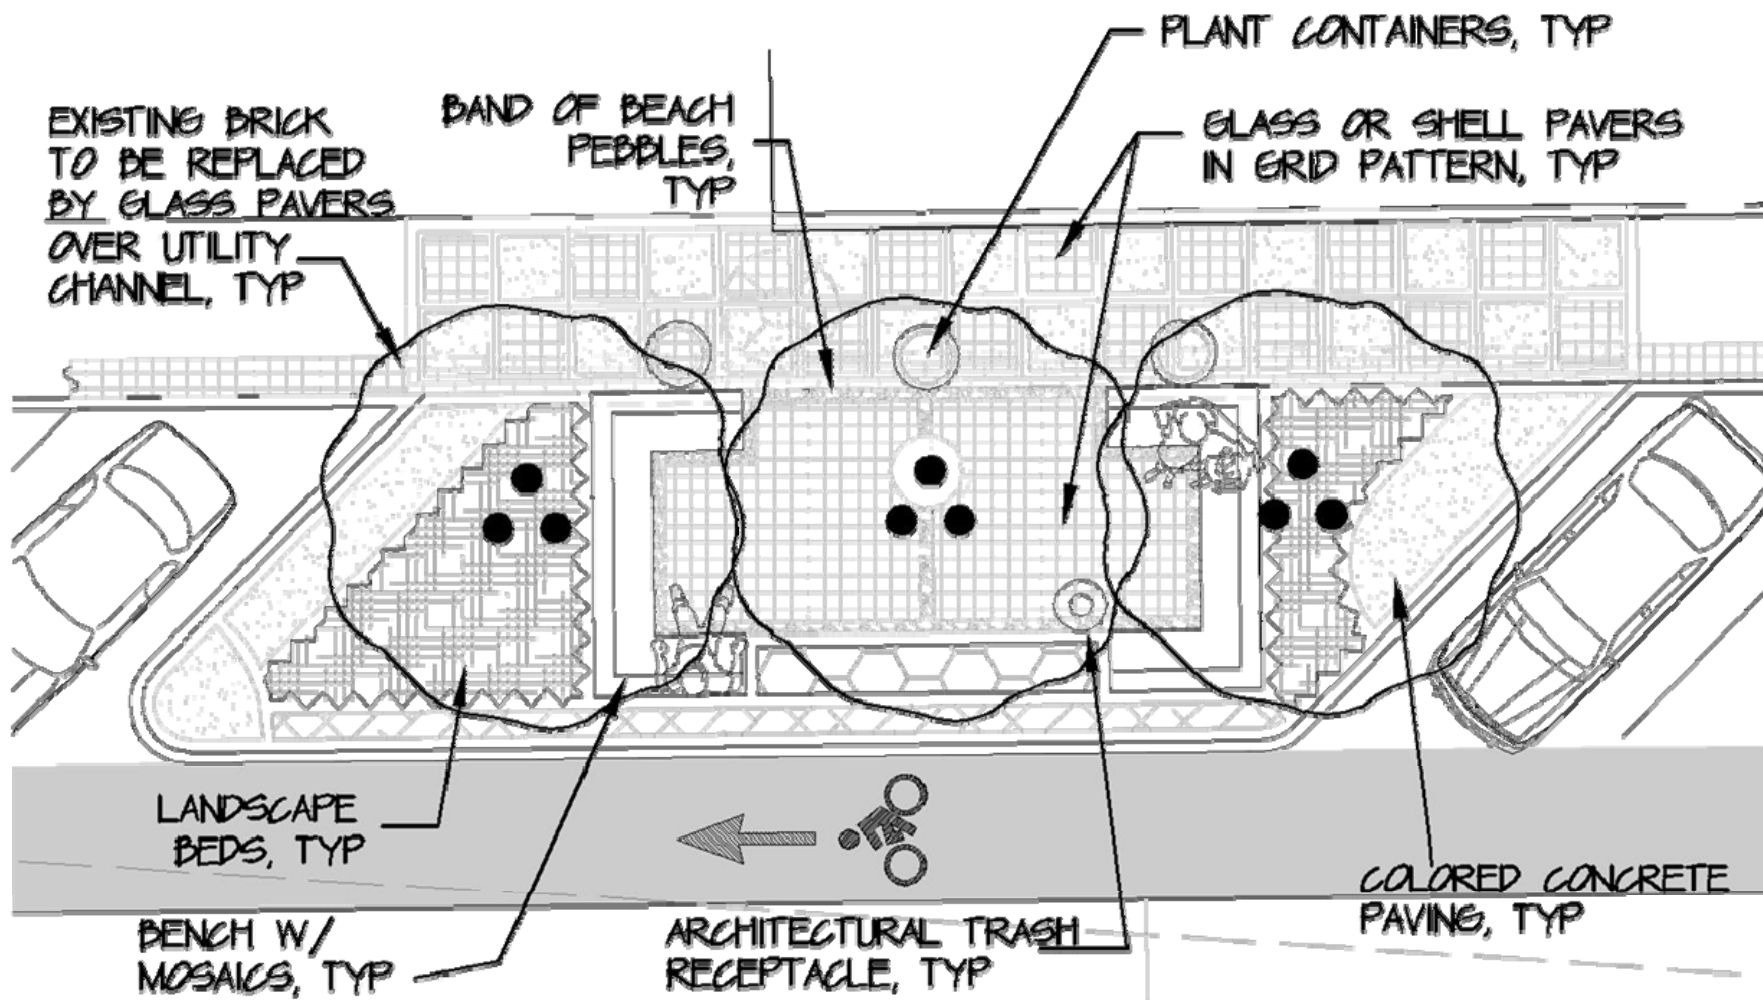 PLANT CONTAINERS, TYP
EXISTING BRICK
TO BE REPLACED
BY GLASS PAVERS
OVER UTILITY
CHANNEL, TYP
BAND OF BEACH
PEBBLES,
TYP
GLASS OR SHELL PAVERS
IN GRID PATTERN, TYP
LANDSCAPE
BEDS, TYP
BENCH W/
MOSAICS, TYP
ARCHITECTURAL TRASH
RECEPTACLE, TYP
COLORED CONCRETE
PAVING, TYP